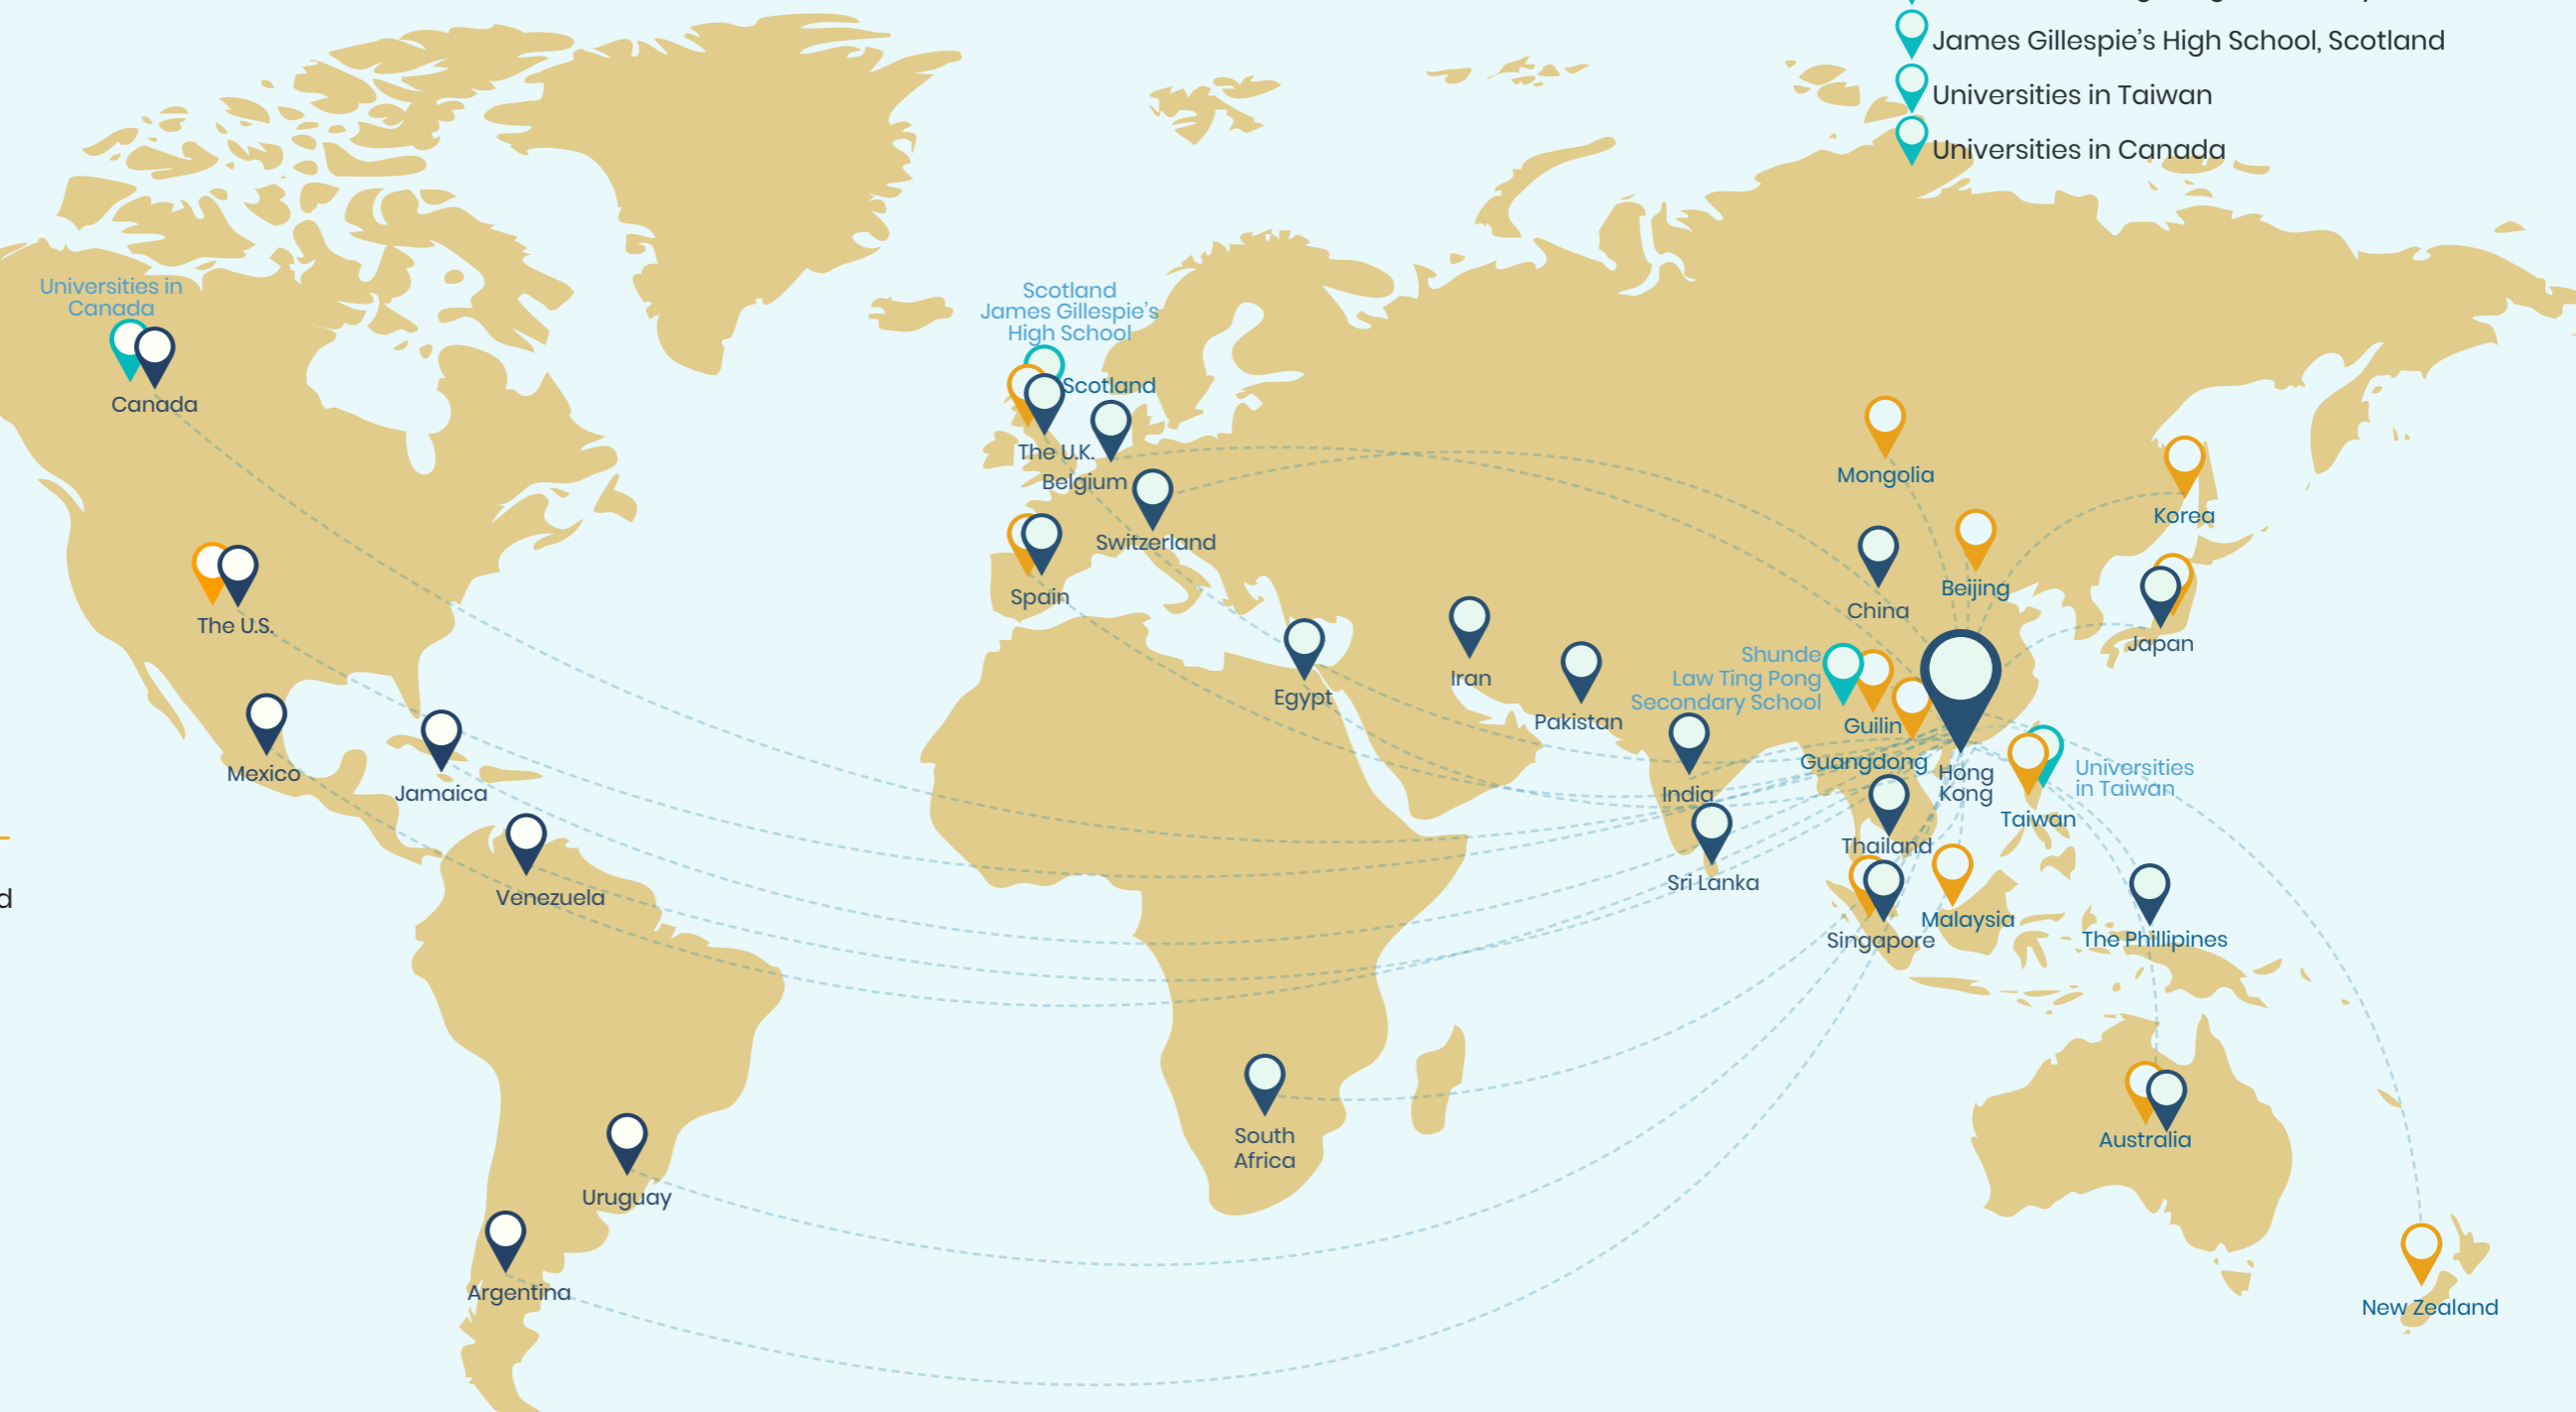 James Gillespie's High School, Scotland
Universities in Taiwan
Universities in Canada
Universities in
Canada
Canada
Scotland
James Gillespie's
High School
Scotland
The U.K.
Belgium
Switzerland
Spain
The U.S.
Mexico
Jamaica
Venezuela
Uruguay
Argentina
Egypt
Iran
Pakistan
India
Sri Lanka
South
Africa
Mongolia
Korea
Beijing
China
Japan
Shunde
Law Ting Pong
Secondary School
Guilin
Guangdong
Hong
Kong
Universities
in Taiwan
Taiwan
Thailand
Malaysia
Singapore
The Phillipines
Australia
New Zealand